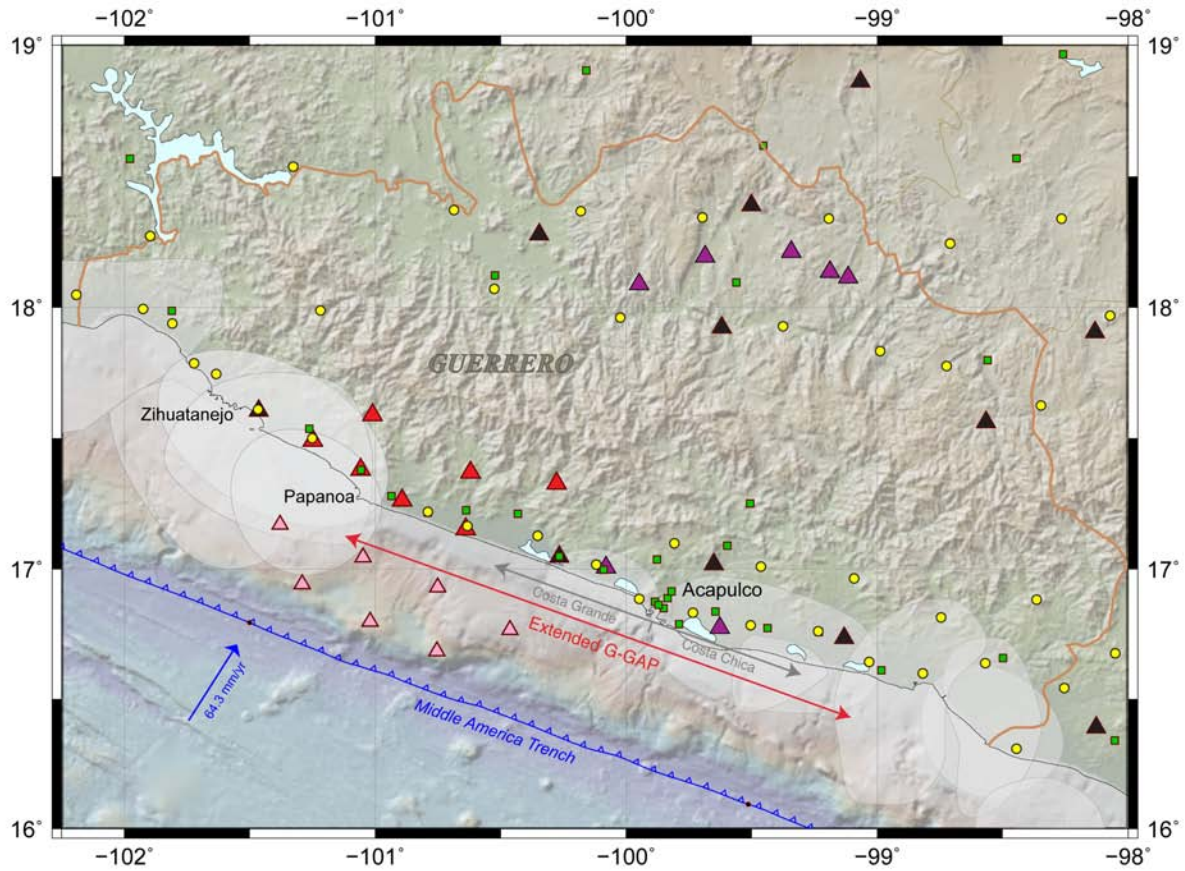 −102˚ −101˚ −100˚ −99˚ −98˚
19˚ 19˚
18˚ 18˚
GUERRERO
Zihuatanejo
Papanoa
17˚ 17˚
Acapulco
Costa Grande
Extended G-GAP
Costa Chica
64.3 mm/yr
Middle America Trench
16˚ 16˚
−102˚ −101˚ −100˚ −99˚ −98˚